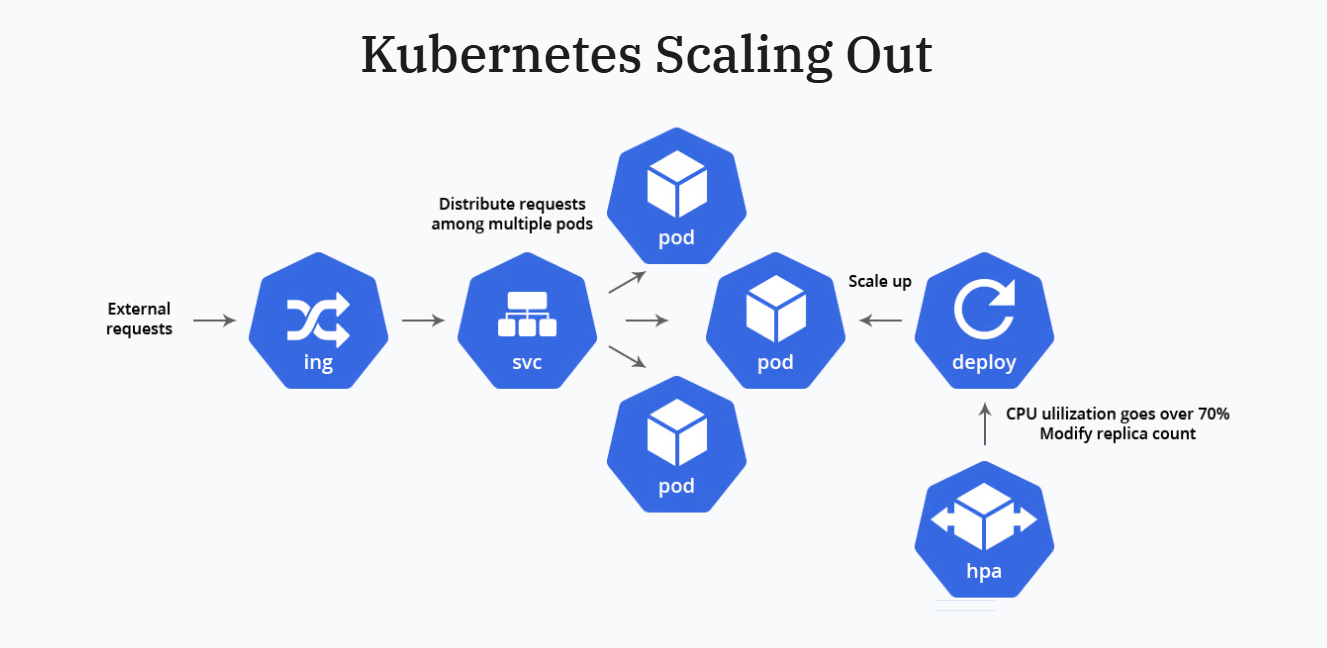 Kubernetes Scaling Out
pod
Distribute requests
among multiple pods
External
requests
ing
svc
pod
Scale up
deploy
CPU ulilization goes over 70%
Modify replica count
pod
hpa